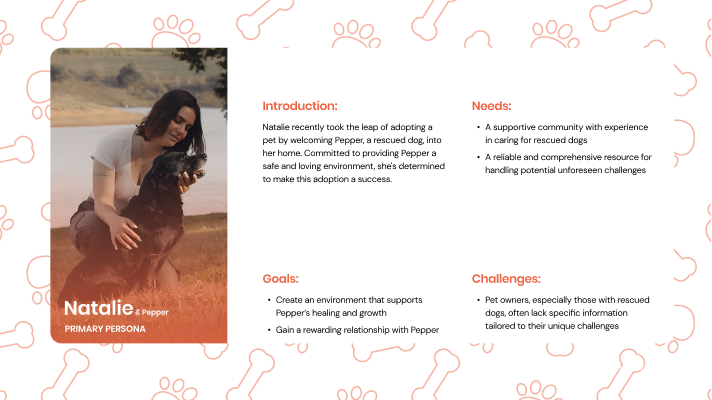 Introduction:
Natalie recently took the leap of adopting a
pet by welcoming Pepper, a rescued dog, into
her home. Committed to providing Pepper a
safe and loving environment, she's determined
to make this adoption a success.
Needs:
• A supportive community with experience
in caring for rescued dogs
• A reliable and comprehensive resource for
handling potential unforeseen challenges
Goals:
• Create an environment that supports
Pepper's healing and growth
• Gain a rewarding relationship with Pepper
Challenges:
• Pet owners, especially those with rescued
dogs, often lack specific information
tailored to their unique challenges
Natalie & Pepper
PRIMARY PERSONA